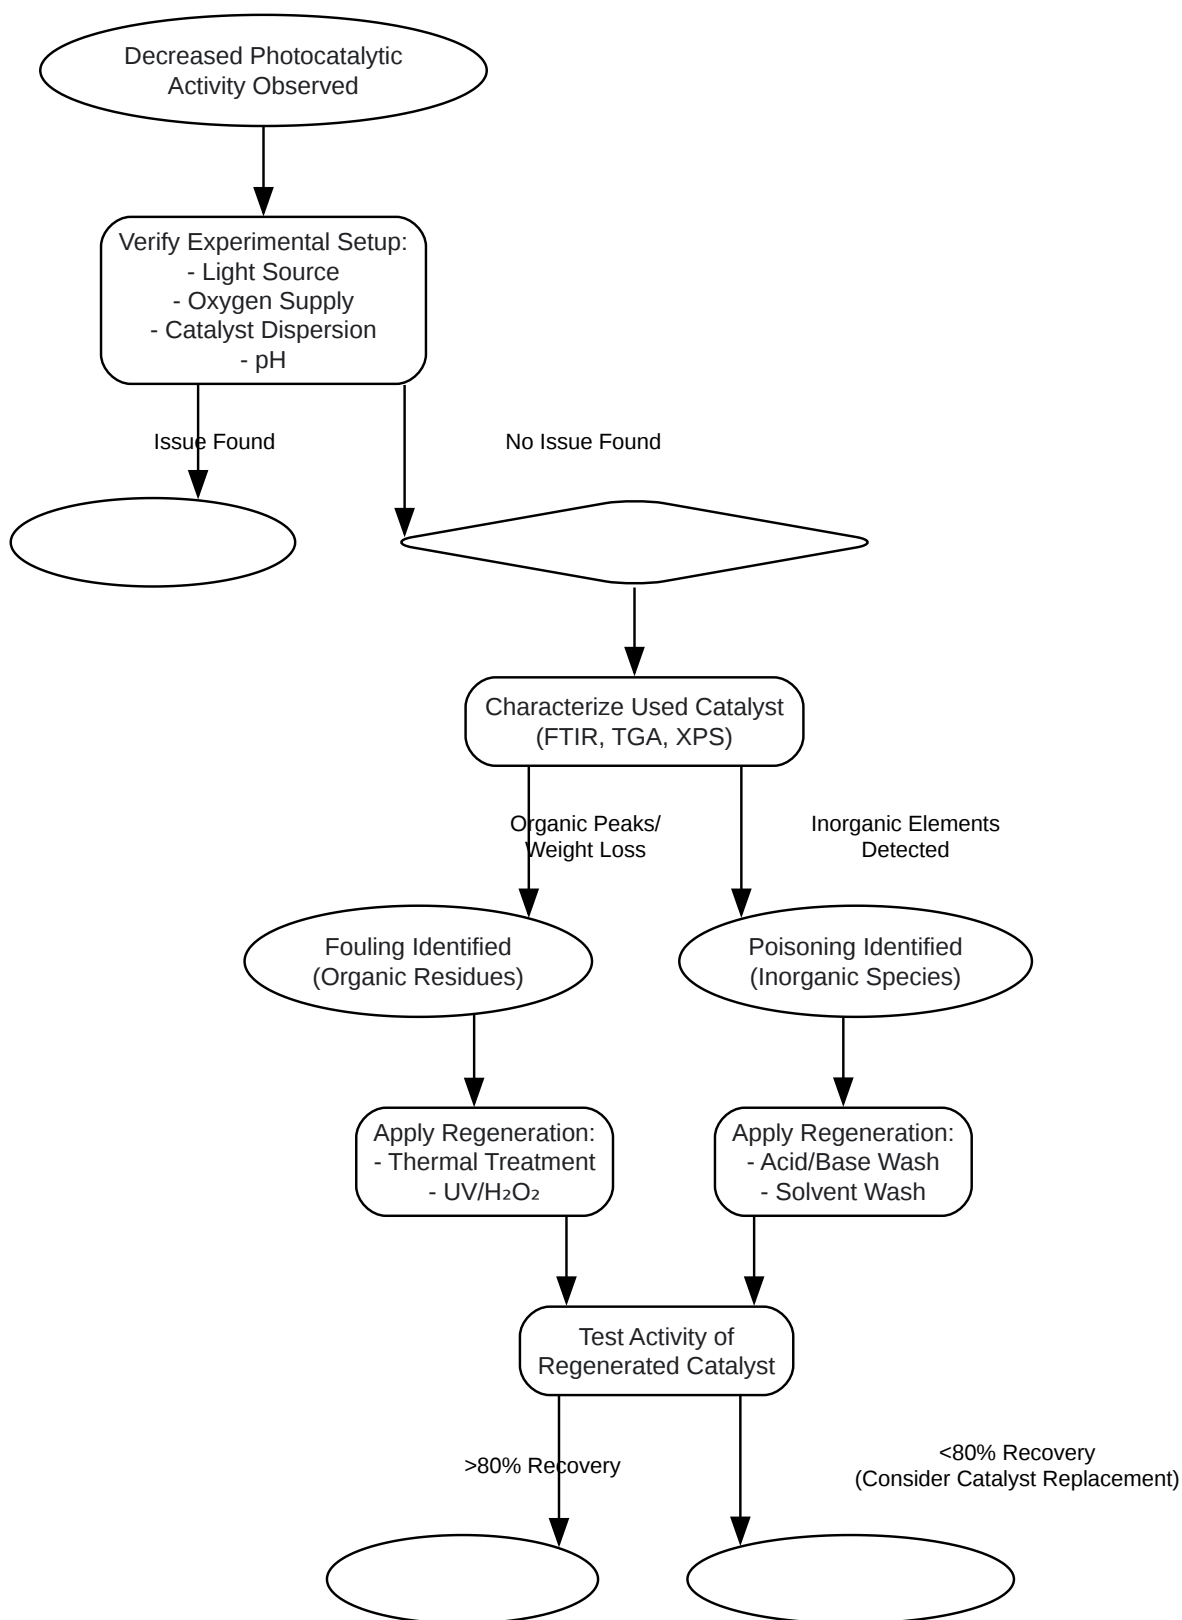 Decreased Photocatalytic
Activity Observed
Verify Experimental Setup:
- Light Source
- Oxygen Supply
- Catalyst Dispersion
- pH
Issue Found
No Issue Found
Characterize Used Catalyst
(FTIR, TGA, XPS)
Organic Peaks/
Weight Loss
Inorganic Elements
Detected
Fouling Identified
(Organic Residues)
Poisoning Identified
(Inorganic Species)
Apply Regeneration:
- Thermal Treatment
- UV/H₂O₂
Apply Regeneration:
- Acid/Base Wash
- Solvent Wash
Test Activity of
Regenerated Catalyst
>80% Recovery
<80% Recovery
(Consider Catalyst Replacement)